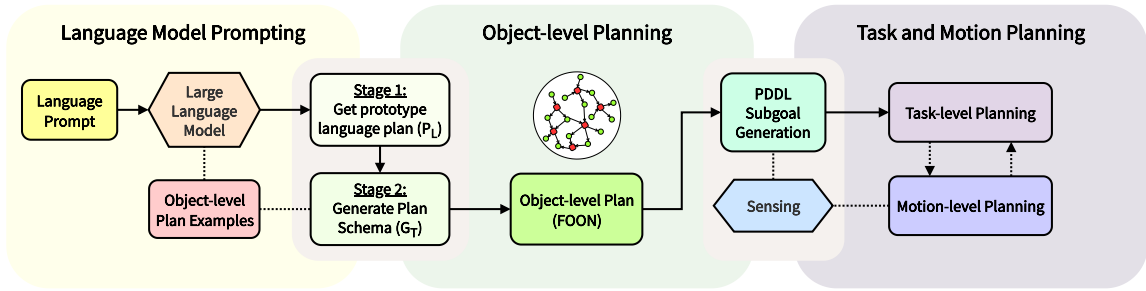 Language Model Prompting
Object-level Planning
Task and Motion Planning
Language
Prompt
Large
Language
Model
Stage 1:
Get prototype
language plan (P_L)
PDDL
Subgoal
Generation
Task-level Planning
Object-level
Plan Examples
Stage 2:
Generate Plan
Schema (G_T)
Object-level Plan
(FOON)
Sensing
Motion-level Planning